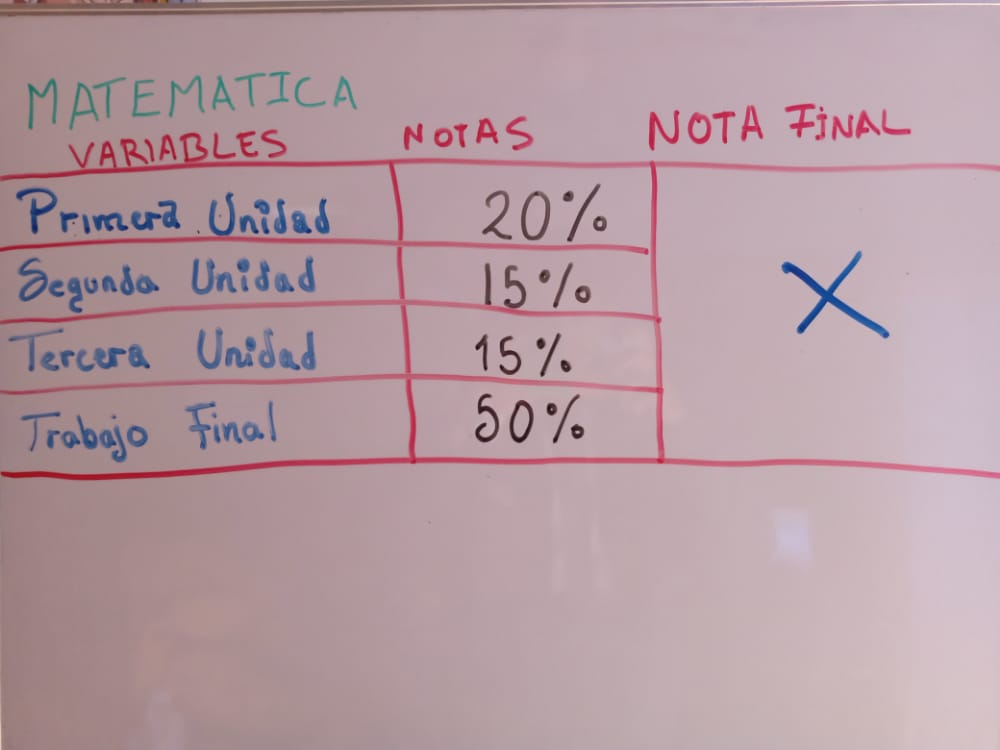 MATEMATICA
VARIABLES NOTAS NOTA FINAL
Primera Unidad 20%
Segunda Unidad 15%
Tercera Unidad 15%
Trabajo Final 50%
X